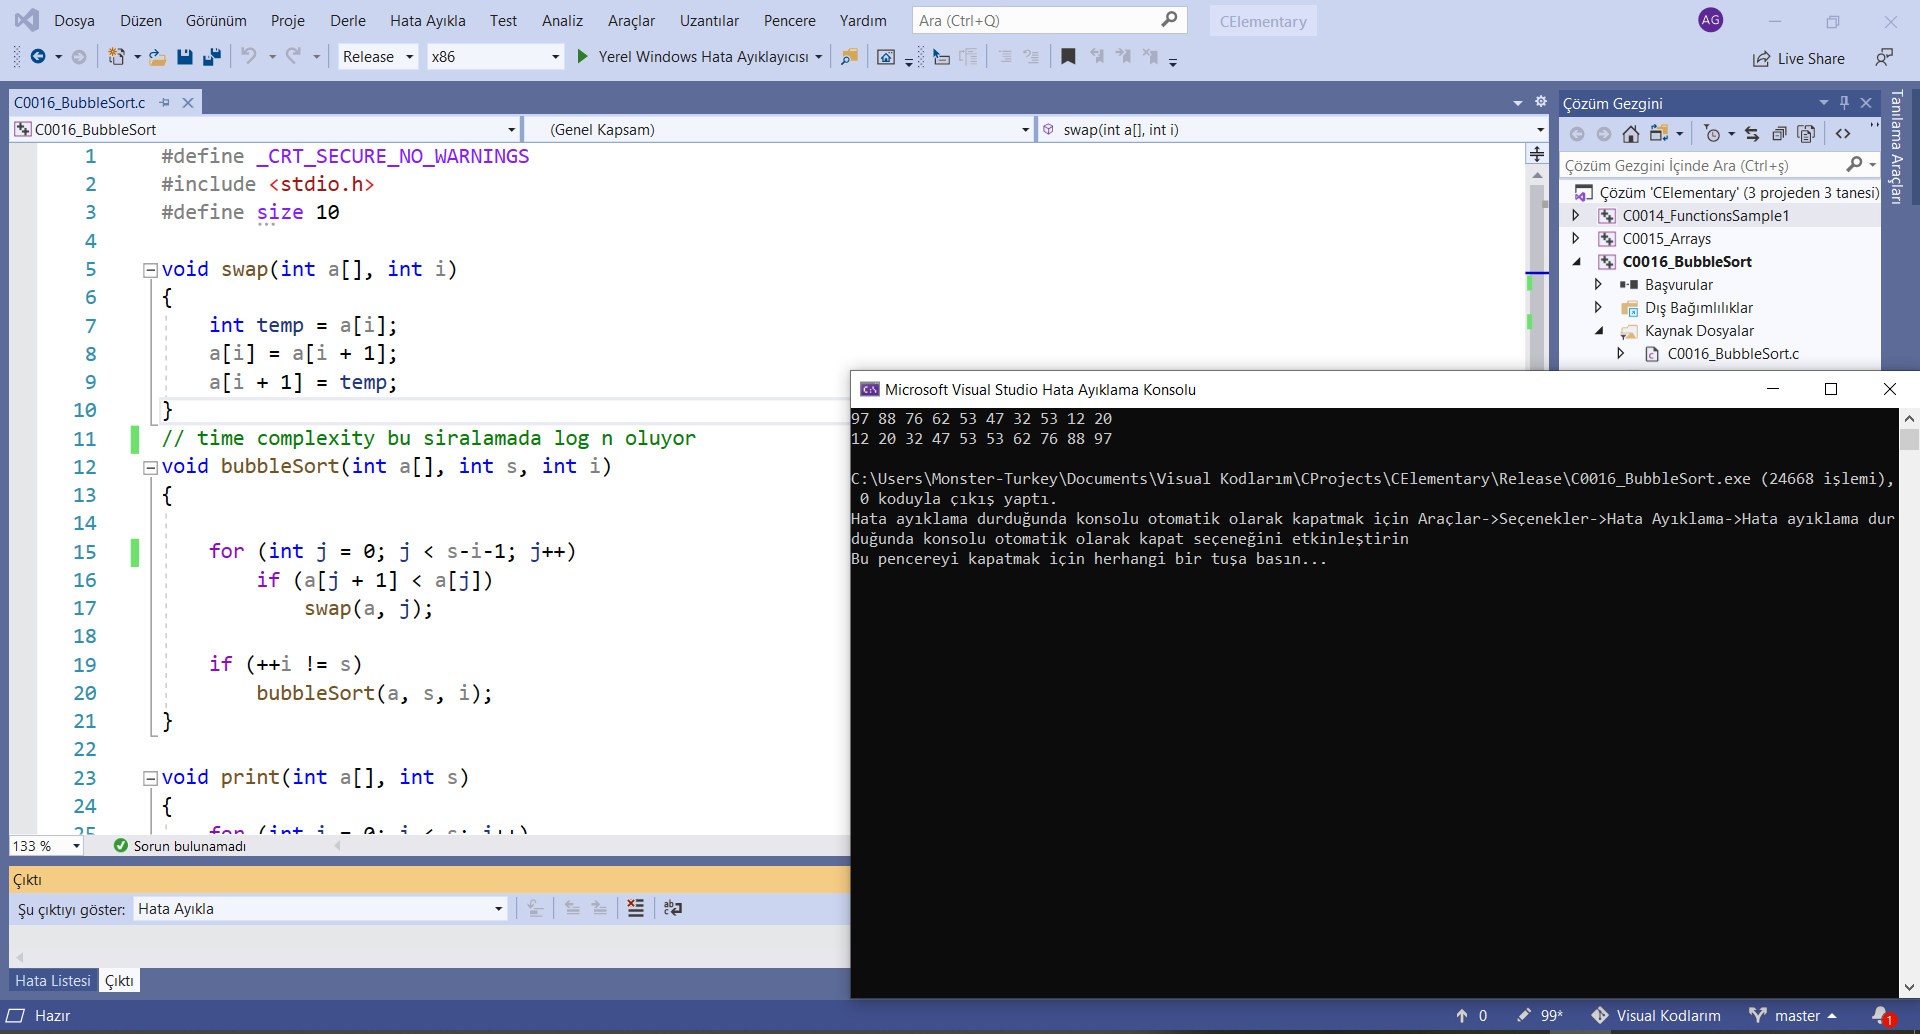 Dosya Düzen Görünüm Proje Derle Hata Ayıkla Test Analiz Araçlar Uzantılar Pencere Yardım Ara (Ctrl+Q) CElementary AG
Release x86 Yerel Windows Hata Ayıklayıcısı Live Share
C0016_BubbleSort.c
C0016_BubbleSort (Genel Kapsam) swap(int a[], int i)
1 #define _CRT_SECURE_NO_WARNINGS
2 #include <stdio.h>
3 #define size 10
4
5 void swap(int a[], int i)
6 {
7 int temp = a[i];
8 a[i] = a[i + 1];
9 a[i + 1] = temp;
10 }
11 // time complexity bu siralamada log n oluyor
12 void bubbleSort(int a[], int s, int i)
13 {
14
15 for (int j = 0; j < s-i-1; j++)
16 if (a[j + 1] < a[j])
17 swap(a, j);
18
19 if (++i != s)
20 bubbleSort(a, s, i);
21 }
22
23 void print(int a[], int s)
24 {
25 for (int i = 0; i < s; i++)
133 % Sorun bulunamadı
Çıktı
Şu çıktıyı göster: Hata Ayıkla
Hata Listesi Çıktı
Çözüm Gezgini
Çözüm Gezgini İçinde Ara (Ctrl+ş)
Çözüm 'CElementary' (3 projeden 3 tanesi)
C0014_FunctionsSample1
C0015_Arrays
C0016_BubbleSort
Başvurular
Dış Bağımlılıklar
Kaynak Dosyalar
C0016_BubbleSort.c
Tanılama Araçları
Microsoft Visual Studio Hata Ayıklama Konsolu
97 88 76 62 53 47 32 53 12 20
12 20 32 47 53 53 62 76 88 97
C:\Users\Monster-Turkey\Documents\Visual Kodlarım\CProjects\CElementary\Release\C0016_BubbleSort.exe (24668 işlemi),
0 koduyla çıkış yaptı.
Hata ayıklama durduğunda konsolu otomatik olarak kapatmak için Araçlar->Seçenekler->Hata Ayıklama->Hata ayıklama dur
duğunda konsolu otomatik olarak kapat seçeneğini etkinleştirin
Bu pencereyi kapatmak için herhangi bir tuşa basın...
Hazır 0 99* Visual Kodlarım master 1